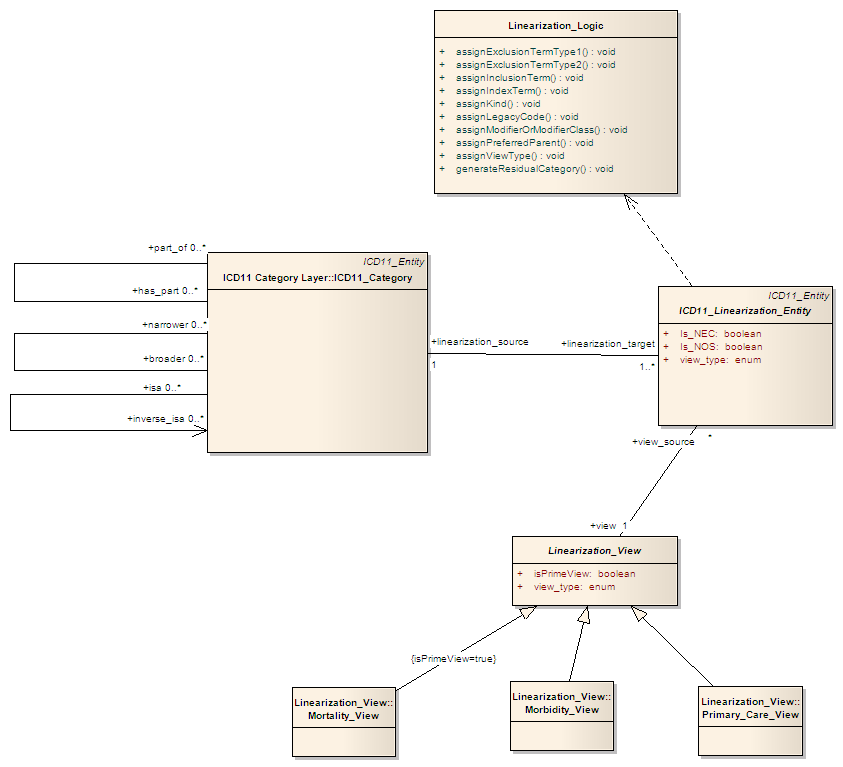 Linearization_Logic
+ assignExclusionTermType1() : void
+ assignExclusionTermType2() : void
+ assignInclusionTerm() : void
+ assignIndexTerm() : void
+ assignKind() : void
+ assignLegacyCode() : void
+ assignModifierOrModifierClass() : void
+ assignPreferredParent() : void
+ assignViewType() : void
+ generateResidualCategory() : void
+part_of 0..*
+has_part 0..*
+narrower 0..*
+broader 0..*
+isa 0..*
+inverse_isa 0..*
ICD11_Entity
ICD11 Category Layer::ICD11_Category
+linearization_source
1
+linearization_target
1..*
ICD11_Entity
ICD11_Linearization_Entity
+ Is_NEC: boolean
+ Is_NOS: boolean
+ view_type: enum
+view_source *
+view 1
Linearization_View
+ isPrimeView: boolean
+ view_type: enum
{isPrimeView=true}
Linearization_View::
Mortality_View
Linearization_View::
Morbidity_View
Linearization_View::
Primary_Care_View